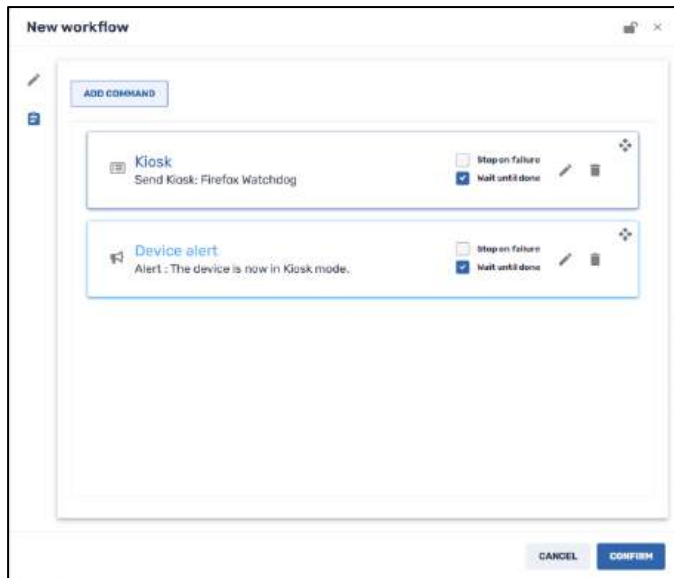 New workflow
ADD COMMAND
Kiosk
Send Kiosk: Firefox Watchdog
Stop on failure
Wait until done
Device alert
Alert : The device is now in Kiosk mode.
Stop on failure
Wait until done
CANCEL
CONFIRM